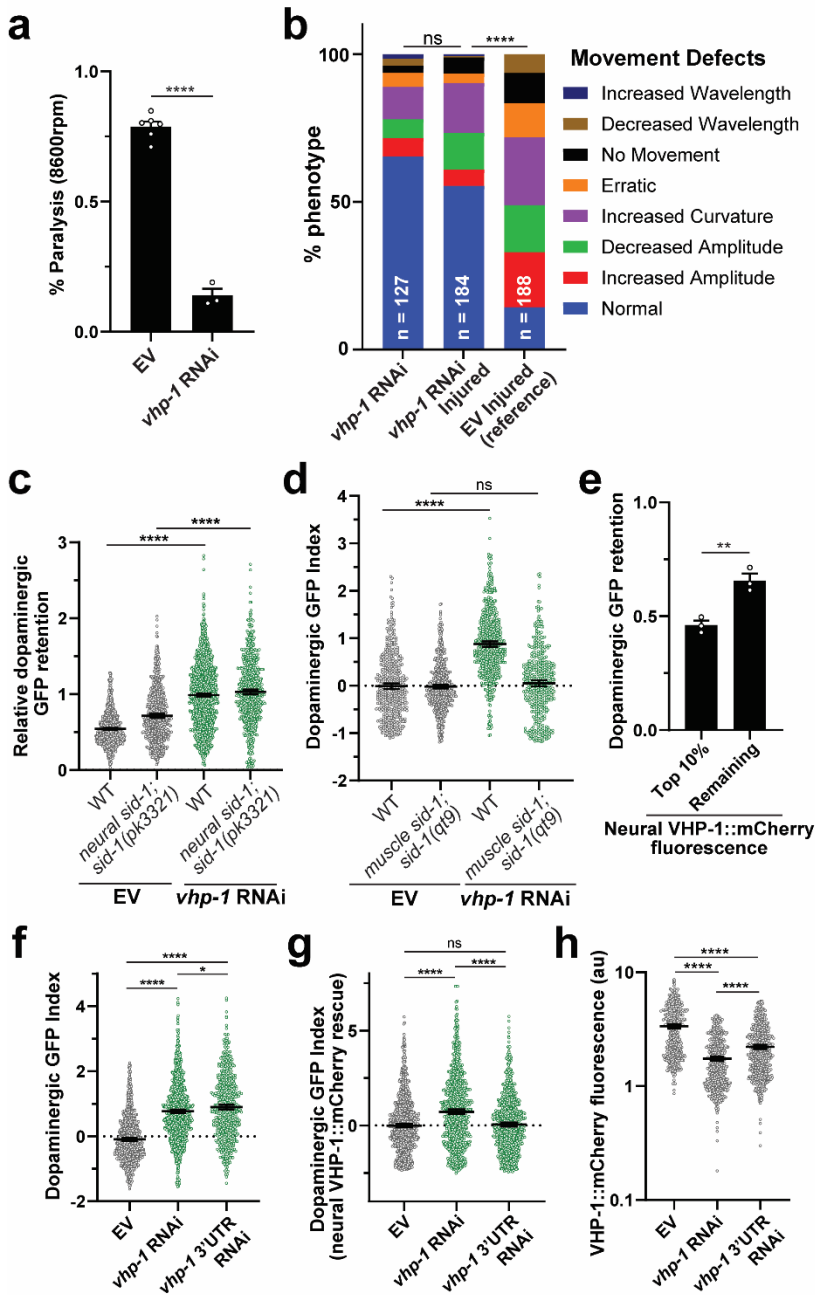 a
% Paralysis (8600rpm)
1.0
0.5
0.0
****
EV
vhp-1 RNAi
b
% phenotype
100
50
0
ns
****
n = 127
n = 184
n = 188
vhp-1 RNAi
vhp-1 RNAi
Injured
EV Injured
(reference)
Movement Defects
Increased Wavelength
Decreased Wavelength
No Movement
Erratic
Increased Curvature
Decreased Amplitude
Increased Amplitude
Normal
c
Relative dopaminergic
GFP retention
3
2
1
0
****
****
WT
neural sid-1;
sid-1(pk3321)
WT
neural sid-1;
sid-1(pk3321)
EV
vhp-1 RNAi
d
Dopaminergic GFP Index
4
3
2
1
0
-1
-2
****
ns
WT
muscle sid-1;
sid-1(qt9)
WT
muscle sid-1;
sid-1(qt9)
EV
vhp-1 RNAi
e
Dopaminergic GFP retention
1.0
0.5
0.0
**
Top 10%
Remaining
Neural VHP-1::mCherry
fluorescence
f
Dopaminergic GFP Index
4
2
0
-2
****
****
*
EV
vhp-1 RNAi
vhp-1 3'UTR
RNAi
g
Dopaminergic GFP Index
(neural VHP-1::mCherry rescue)
5
0
ns
****
****
EV
vhp-1 RNAi
vhp-1 3'UTR
RNAi
h
VHP-1::mCherry fluorescence (au)
10
1
0.1
****
****
****
EV
vhp-1 RNAi
vhp-1 3'UTR
RNAi